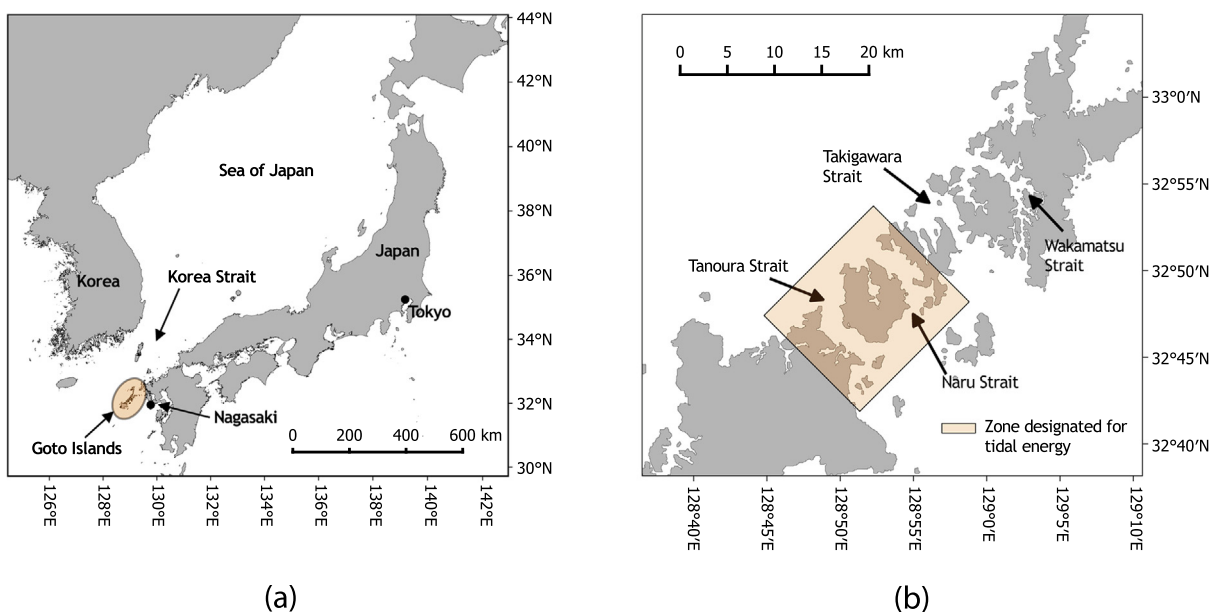 44°N
42°N
40°N
38°N
36°N
34°N
32°N
30°N
Sea of Japan
Japan
Korea
Korea Strait
Tokyo
Nagasaki
Goto Islands
0 200 400 600 km
126°E 128°E 130°E 132°E 134°E 136°E 138°E 140°E 142°E
(a)
0 5 10 15 20 km
33°0′N
32°55′N
32°50′N
32°45′N
32°40′N
Takigawara
Strait
Wakamatsu
Strait
Tanoura Strait
Naru Strait
Zone designated for
tidal energy
128°40′E 128°45′E 128°50′E 128°55′E 129°0′E 129°5′E 129°10′E
(b)